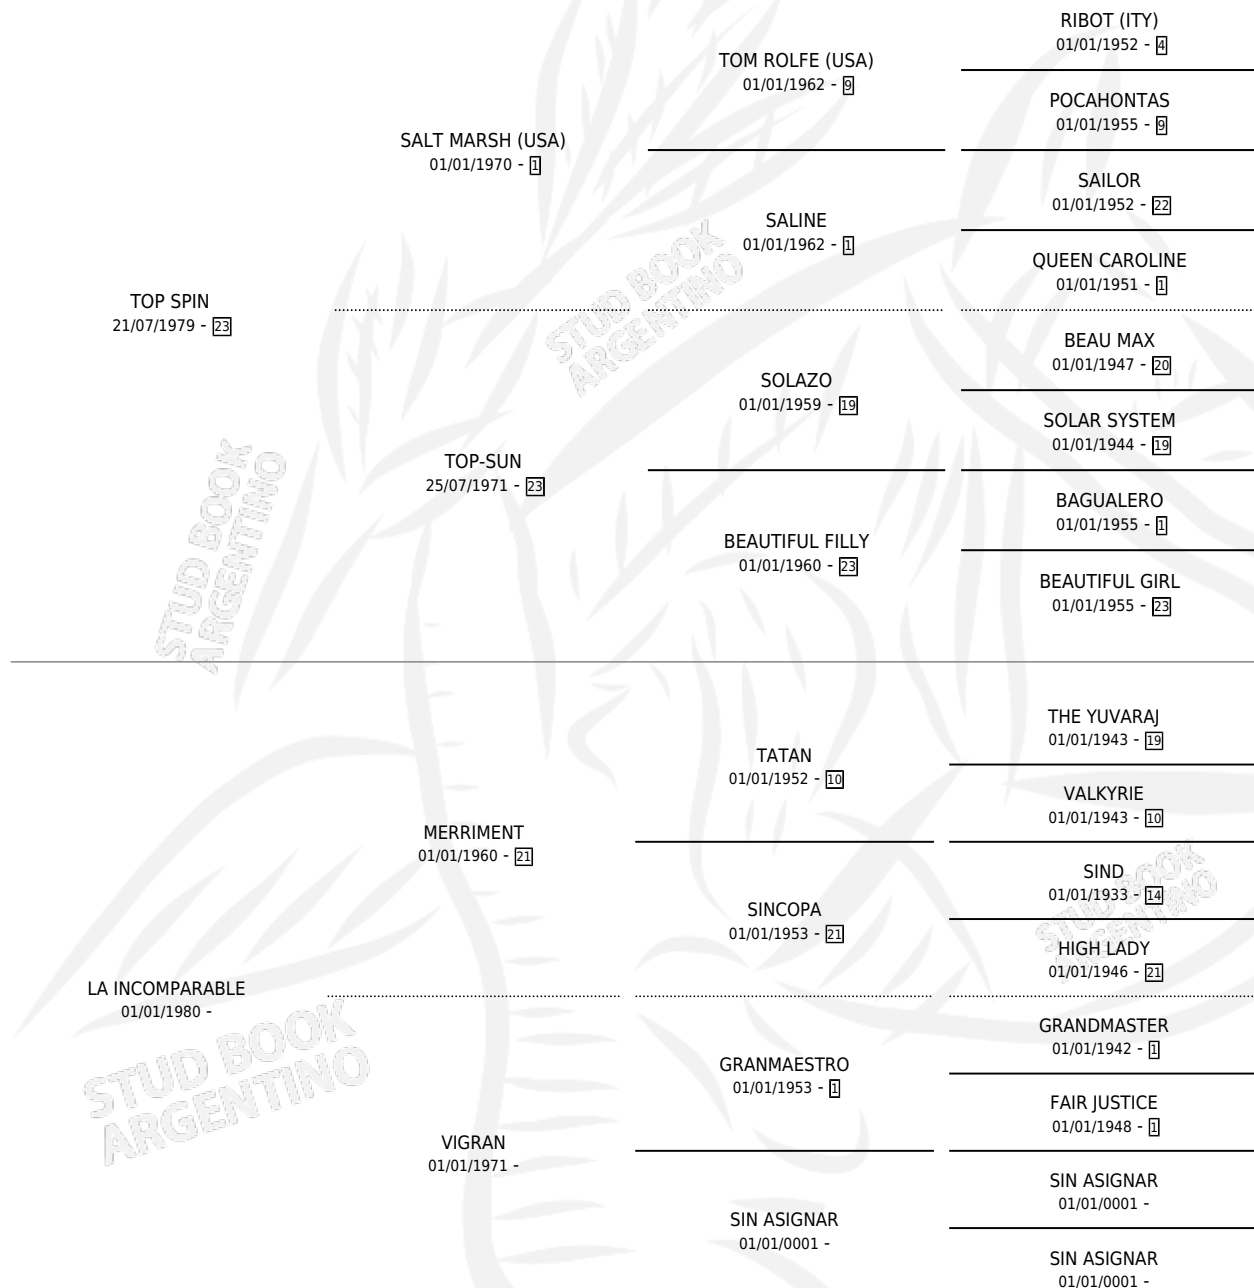 RIBOT (ITY)
01/01/1952 - 4
TOM ROLFE (USA)
01/01/1962 - 9
POCAHONTAS
01/01/1955 - 9
SALT MARSH (USA)
01/01/1970 - 1
SAILOR
01/01/1952 - 22
SALINE
01/01/1962 - 1
QUEEN CAROLINE
01/01/1951 - 1
TOP SPIN
21/07/1979 - 23
STUD BOOK
ARGENTINO
BEAU MAX
01/01/1947 - 20
SOLAZO
01/01/1959 - 19
SOLAR SYSTEM
01/01/1944 - 19
TOP-SUN
25/07/1971 - 23
BAGUALERO
01/01/1955 - 1
BEAUTIFUL FILLY
01/01/1960 - 23
BEAUTIFUL GIRL
01/01/1955 - 23
STUD BOOK
ARGENTINO
THE YUVARAJ
01/01/1943 - 19
TATAN
01/01/1952 - 10
VALKYRIE
01/01/1943 - 10
MERRIMENT
01/01/1960 - 21
SIND
01/01/1933 - 14
SINCOPA
01/01/1953 - 21
HIGH LADY
01/01/1946 - 21
STUD BOOK
ARGENTINO
LA INCOMPARABLE
01/01/1980 -
GRANDMASTER
01/01/1942 - 1
GRANMAESTRO
01/01/1953 - 1
FAIR JUSTICE
01/01/1948 - 1
STUD BOOK
ARGENTINO
VIGRAN
01/01/1971 -
SIN ASIGNAR
01/01/0001 -
SIN ASIGNAR
01/01/0001 -
SIN ASIGNAR
01/01/0001 -